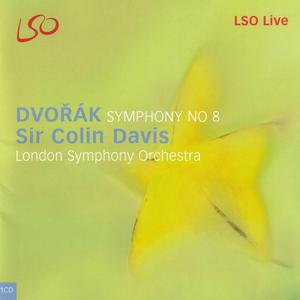 LSO
LSO Live
DVOŘÁK SYMPHONY NO 8
Sir Colin Davis
London Symphony Orchestra
1CD